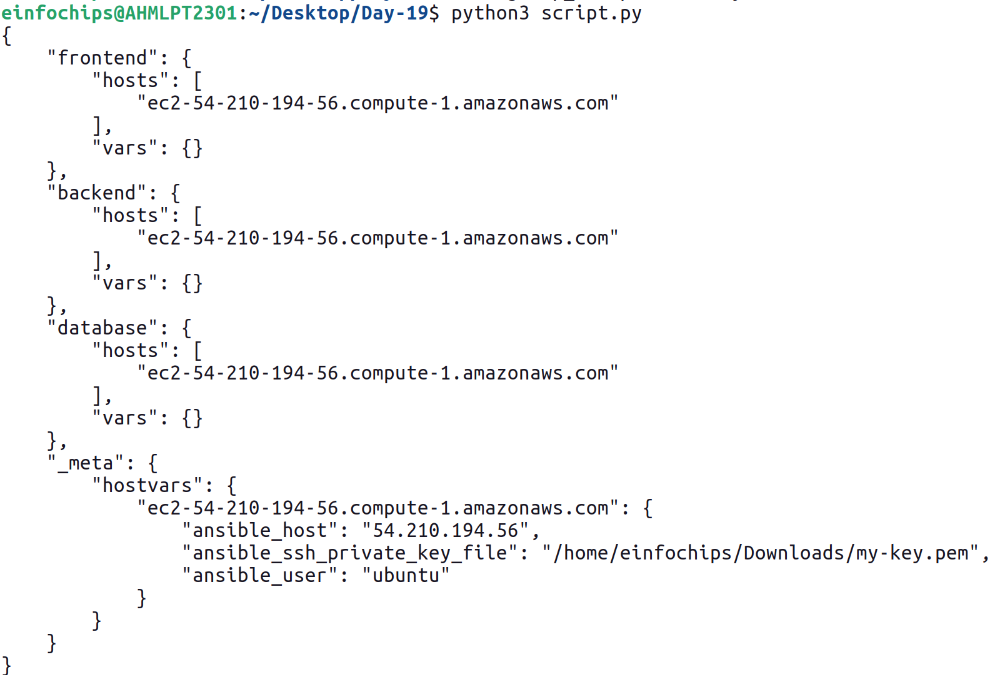 einfochips@AHMLPT2301:~/Desktop/Day-19$ python3 script.py
{
    "frontend": {
        "hosts": [
            "ec2-54-210-194-56.compute-1.amazonaws.com"
        ],
        "vars": {}
    },
    "backend": {
        "hosts": [
            "ec2-54-210-194-56.compute-1.amazonaws.com"
        ],
        "vars": {}
    },
    "database": {
        "hosts": [
            "ec2-54-210-194-56.compute-1.amazonaws.com"
        ],
        "vars": {}
    },
    "_meta": {
        "hostvars": {
            "ec2-54-210-194-56.compute-1.amazonaws.com": {
                "ansible_host": "54.210.194.56",
                "ansible_ssh_private_key_file": "/home/einfochips/Downloads/my-key.pem",
                "ansible_user": "ubuntu"
            }
        }
    }
}